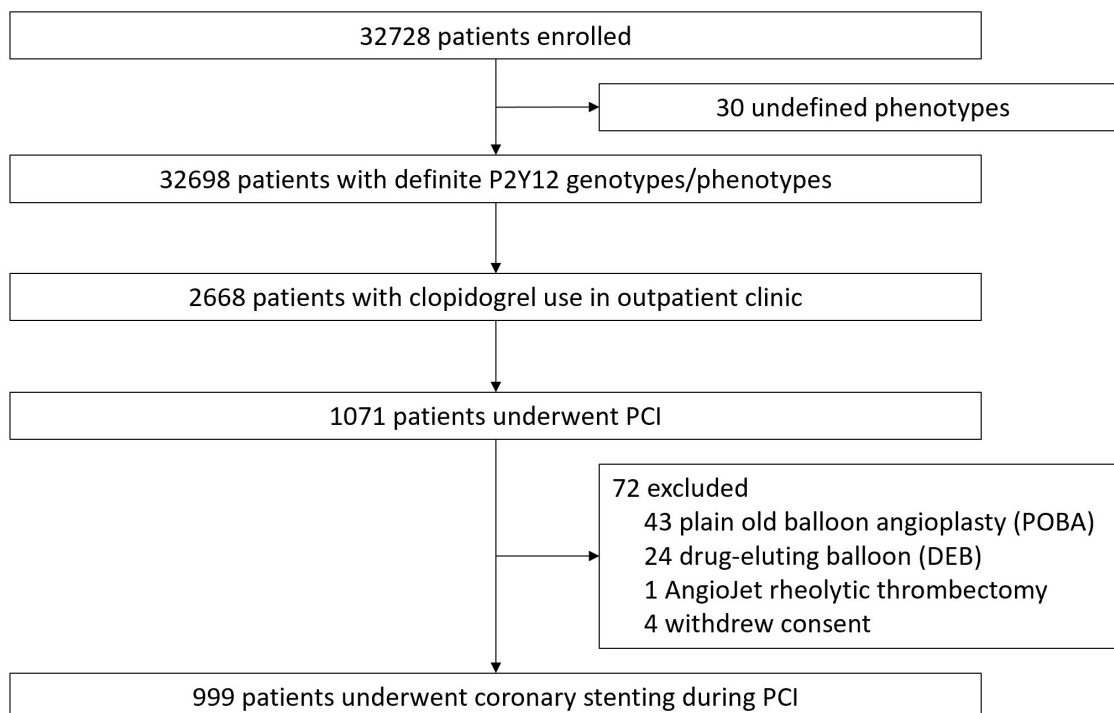 32728 patients enrolled
30 undefined phenotypes
32698 patients with definite P2Y12 genotypes/phenotypes
2668 patients with clopidogrel use in outpatient clinic
1071 patients underwent PCI
72 excluded
43 plain old balloon angioplasty (POBA)
24 drug-eluting balloon (DEB)
1 AngioJet rheolytic thrombectomy
4 withdrew consent
999 patients underwent coronary stenting during PCI